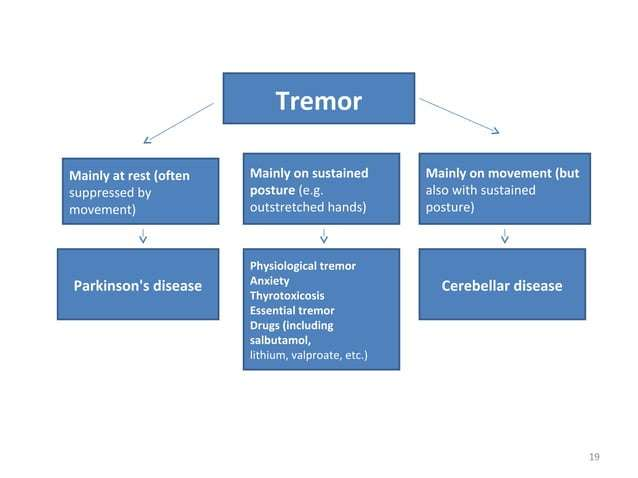 Tremor
Mainly at rest (often
suppressed by
movement)
Mainly on sustained
posture (e.g.
outstretched hands)
Mainly on movement (but
also with sustained
posture)
Parkinson's disease
Physiological tremor
Anxiety
Thyrotoxicosis
Essential tremor
Drugs (including
salbutamol,
lithium, valproate, etc.)
Cerebellar disease
19